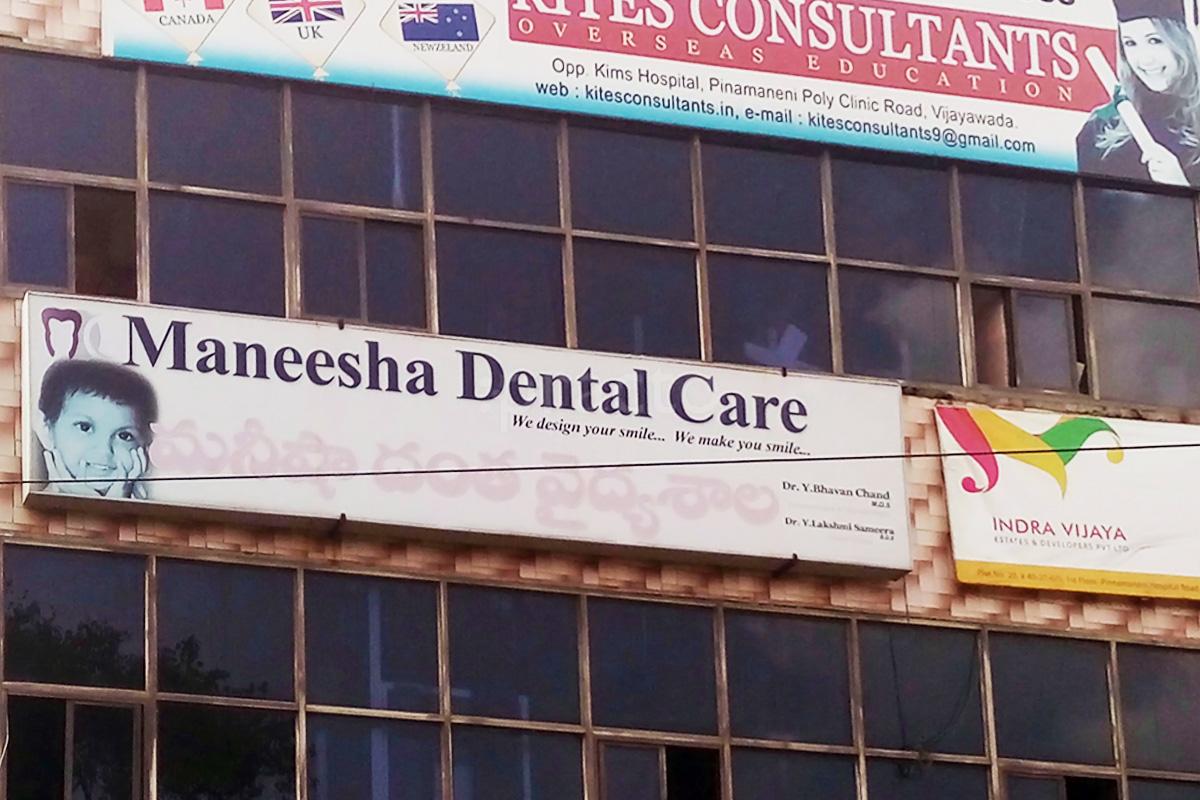 CANADA
UK
NEWZELAND
KITES CONSULTANTS
OVERSEAS EDUCATION
Opp. Kims Hospital, Pinamaneni Poly Clinic Road, Vijayawada.
web : kitesconsultants.in, e-mail : kitesconsultants9@gmail.com
Maneesha Dental Care
We design your smile... We make you smile...
మనీషా దంత వైద్యశాల
Dr. Y.Bhavan Chand
M.D.S
Dr. Y.Lakshmi Sameera
B.D.S
INDRA VIJAYA
ESTATES & DEVELOPERS PVT LTD